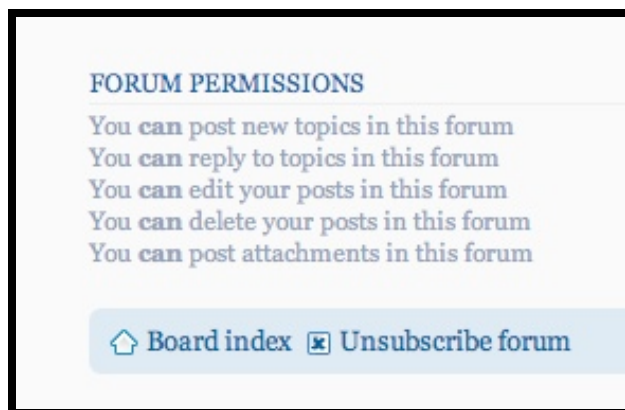 FORUM PERMISSIONS
You can post new topics in this forum
You can reply to topics in this forum
You can edit your posts in this forum
You can delete your posts in this forum
You can post attachments in this forum
Board index Unsubscribe forum